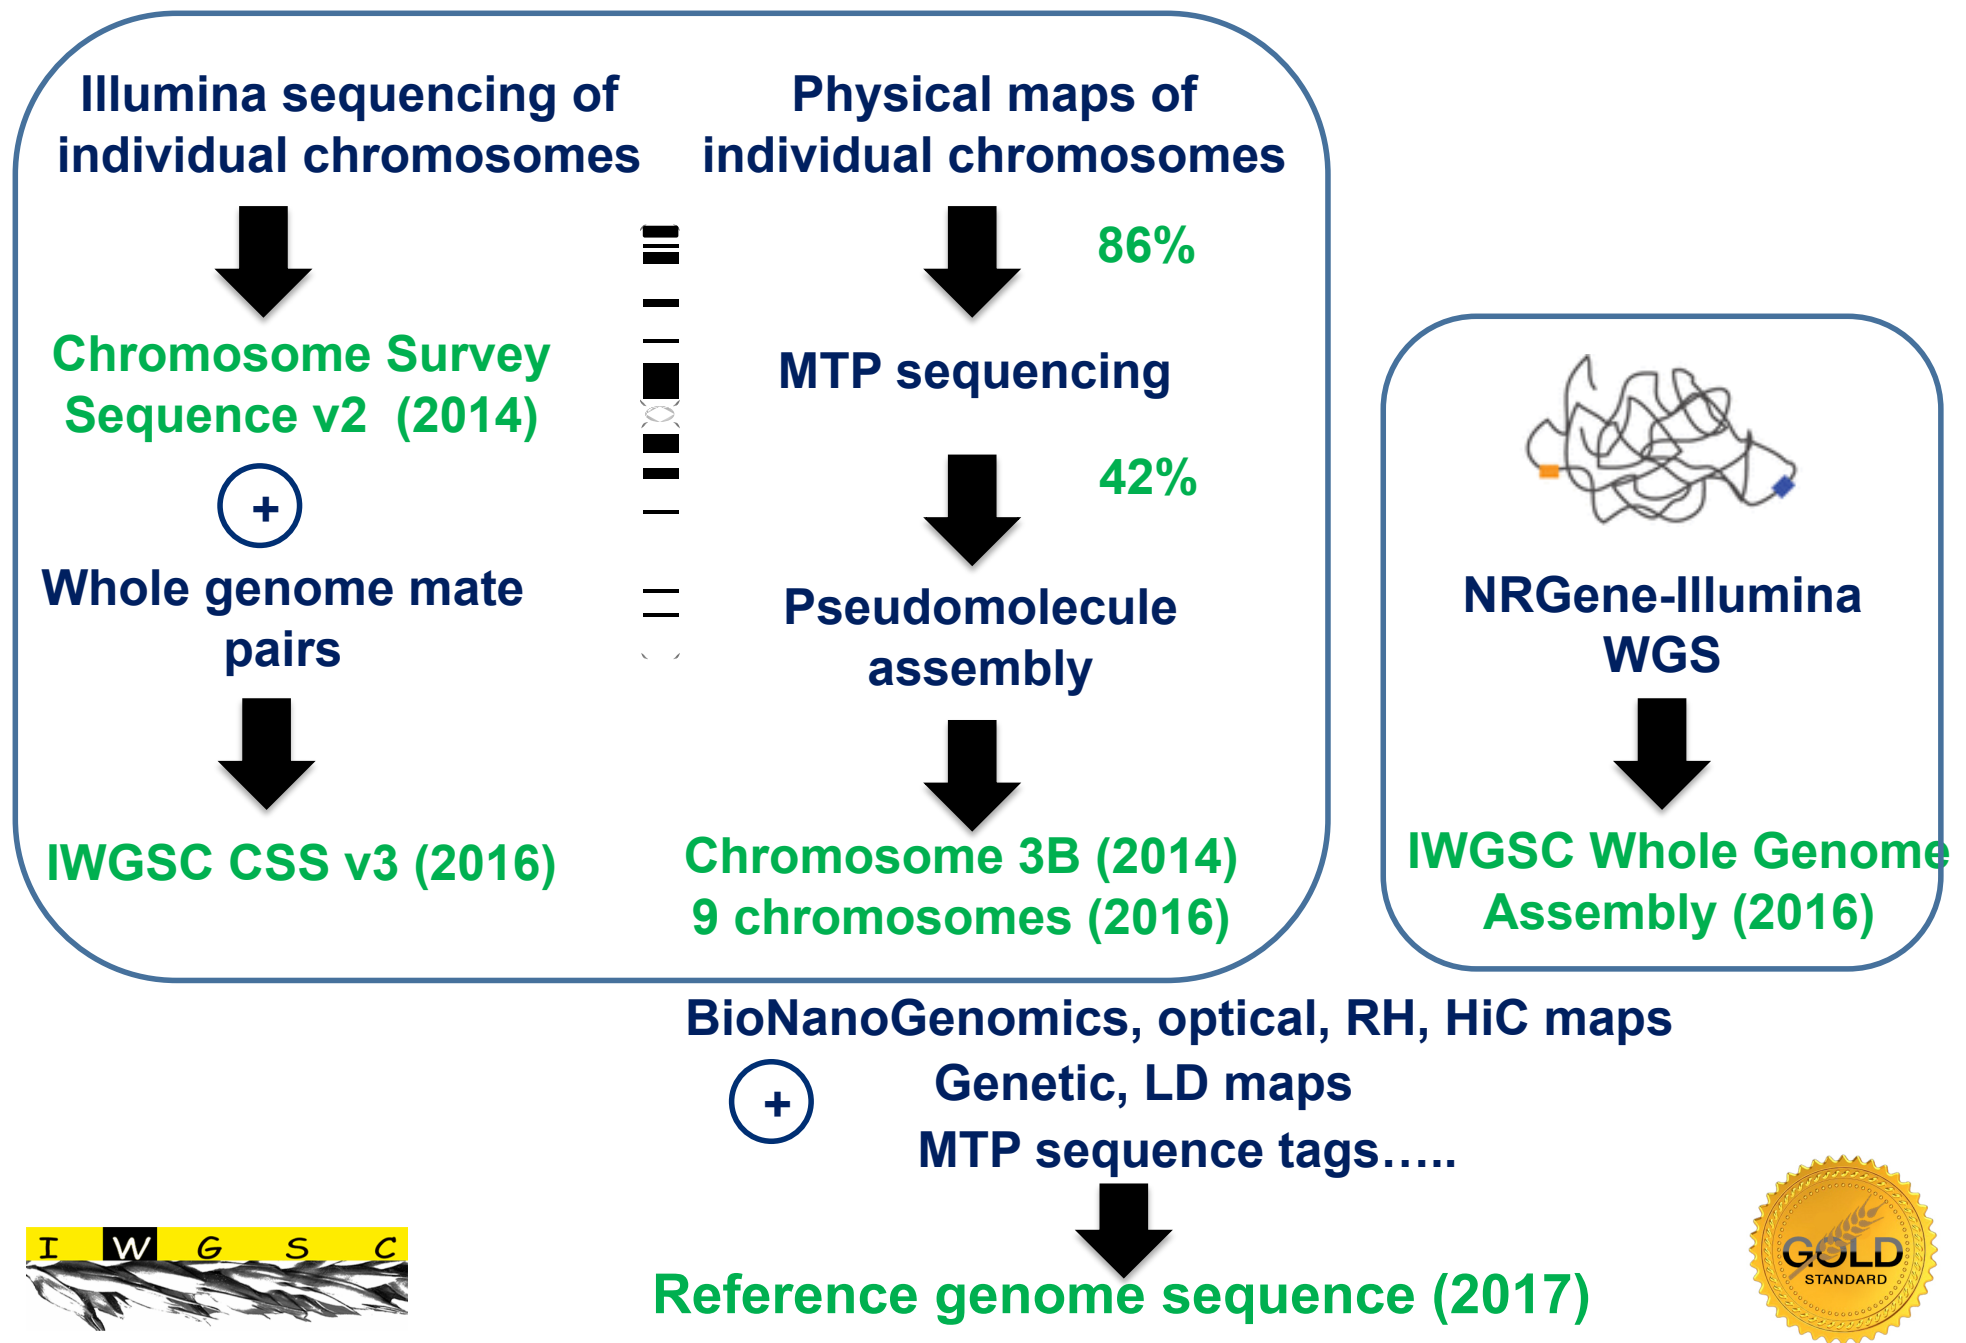 Illumina sequencing of
individual chromosomes
Chromosome Survey
Sequence v2 (2014)
+
Whole genome mate
pairs
IWGSC CSS v3 (2016)
Physical maps of
individual chromosomes
86%
MTP sequencing
42%
Pseudomolecule
assembly
Chromosome 3B (2014)
9 chromosomes (2016)
NRGene-Illumina
WGS
IWGSC Whole Genome
Assembly (2016)
BioNanoGenomics, optical, RH, HiC maps
+
Genetic, LD maps
MTP sequence tags.....
Reference genome sequence (2017)
I W G S C
GOLD
STANDARD